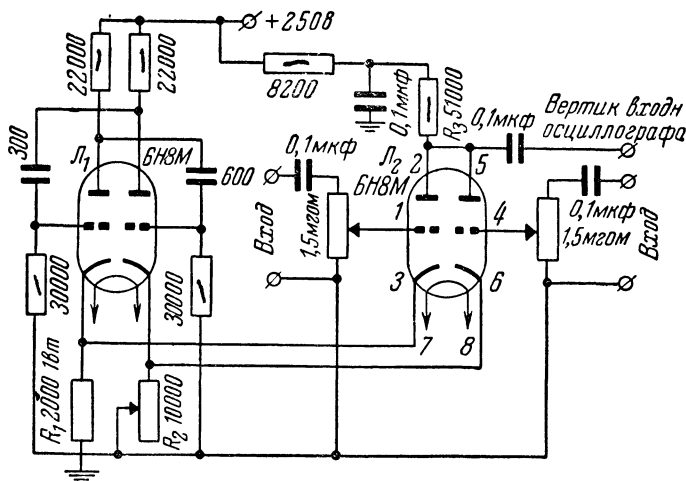 +250В
22000
22000
8200
0,1мкф
R₃ 51000
0,1мкф
Вертик входн
осциллографа
300
Л₁
6Н8М
600
0,1мкф
Л₂
6Н8М
2
5
1
4
3
6
7
8
Вход
1,5мгом
0,1мкф
1,5мгом
Вход
30000
30000
R₁ 2000 1вт
R₂ 10000